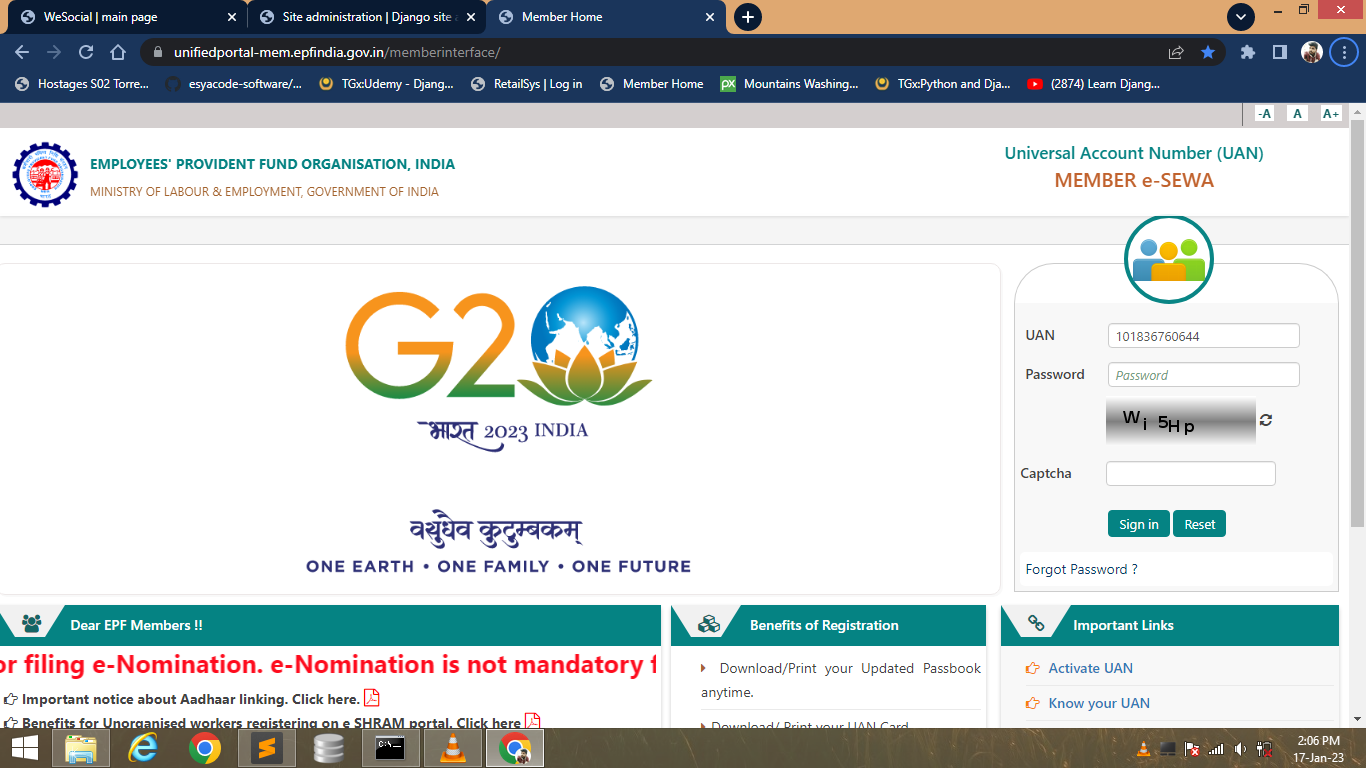 WeSocial | main page
Site administration | Django site a
Member Home
unifiedportal-mem.epfindia.gov.in/memberinterface/
Hostages S02 Torre...
esyacode-software/...
TGx:Udemy - Djang...
RetailSys | Log in
Member Home
Mountains Washing...
TGx:Python and Dja...
(2874) Learn Djang...
-A A A+
EMPLOYEES' PROVIDENT FUND ORGANISATION, INDIA
MINISTRY OF LABOUR & EMPLOYMENT, GOVERNMENT OF INDIA
Universal Account Number (UAN)
MEMBER e-SEWA
G20
भारत 2023 INDIA
वसुधैव कुटुम्बकम्
ONE EARTH • ONE FAMILY • ONE FUTURE
UAN 101836760644
Password Password
Wi 5Hp
Captcha
Sign in Reset
Forgot Password ?
Dear EPF Members !!
or filing e-Nomination. e-Nomination is not mandatory f
Important notice about Aadhaar linking. Click here.
Benefits for Unorganised workers registering on e SHRAM portal. Click here
Benefits of Registration
Download/Print your Updated Passbook
anytime.
Download/ Print your UAN Card
Important Links
Activate UAN
Know your UAN
2:06 PM
17-Jan-23